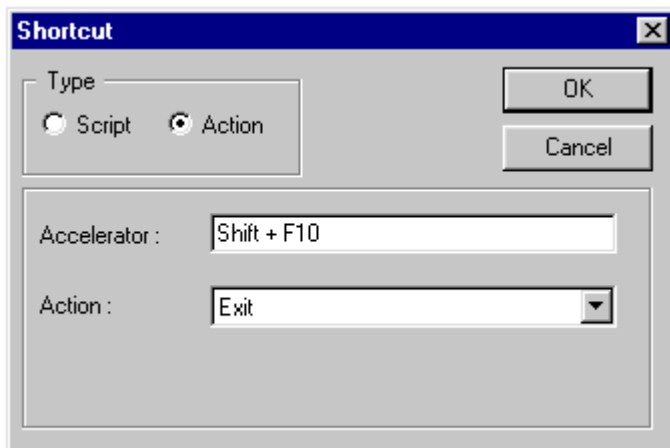 Shortcut
Type
Script
Action
OK
Cancel
Accelerator :
Shift + F10
Action :
Exit